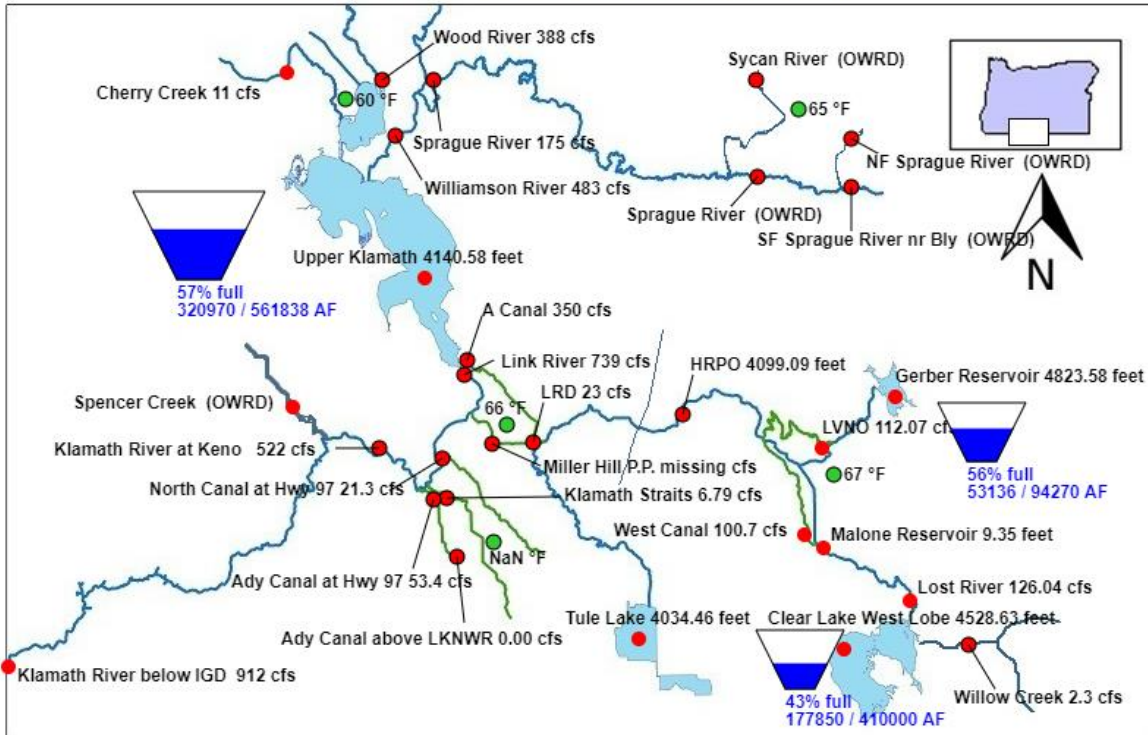 Wood River 388 cfs
Sycan River (OWRD)
Cherry Creek 11 cfs
60 °F
65 °F
Sprague River 175 cfs
NF Sprague River (OWRD)
Williamson River 483 cfs
Sprague River (OWRD)
SF Sprague River nr Bly (OWRD)
N
Upper Klamath 4140.58 feet
57% full
320970 / 561838 AF
A Canal 350 cfs
Link River 739 cfs
HRPO 4099.09 feet
Gerber Reservoir 4823.58 feet
LRD 23 cfs
Spencer Creek (OWRD)
66 °F
LVNO 112.07 cfs
Klamath River at Keno 522 cfs
Miller Hill P.P. missing cfs
67 °F
56% full
53136 / 94270 AF
North Canal at Hwy 97 21.3 cfs
Klamath Straits 6.79 cfs
West Canal 100.7 cfs
Malone Reservoir 9.35 feet
NaN °F
Ady Canal at Hwy 97 53.4 cfs
Lost River 126.04 cfs
Tule Lake 4034.46 feet
Clear Lake West Lobe 4528.63 feet
Ady Canal above LKNWR 0.00 cfs
Klamath River below IGD 912 cfs
Willow Creek 2.3 cfs
43% full
177850 / 410000 AF